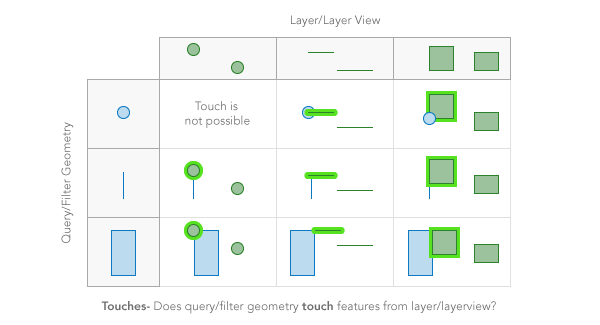 Layer/Layer View
Query/Filter Geometry
Touch is
not possible
Touches- Does query/filter geometry touch features from layer/layerview?